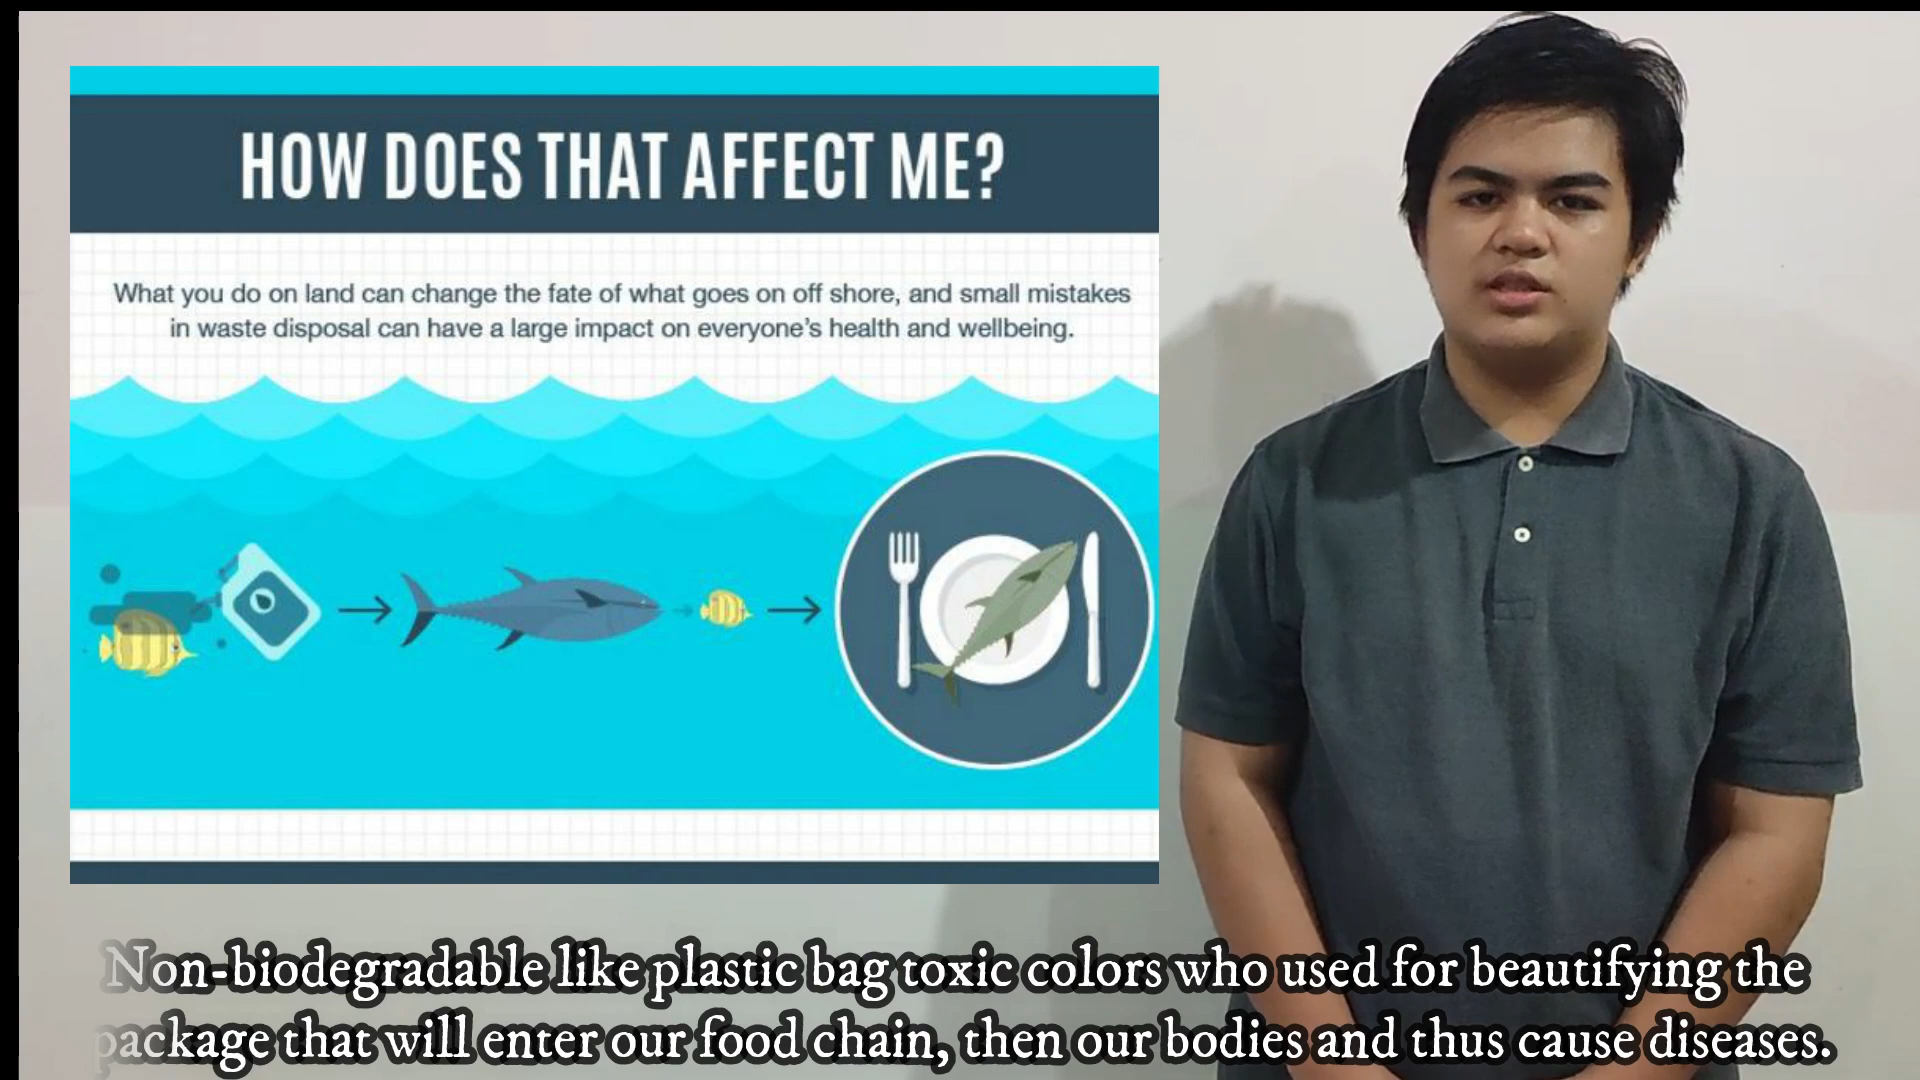 HOW DOES THAT AFFECT ME?
What you do on land can change the fate of what goes on off shore, and small mistakes
in waste disposal can have a large impact on everyone's health and wellbeing.
Non-biodegradable like plastic bag toxic colors who used for beautifying the
package that will enter our food chain, then our bodies and thus cause diseases.